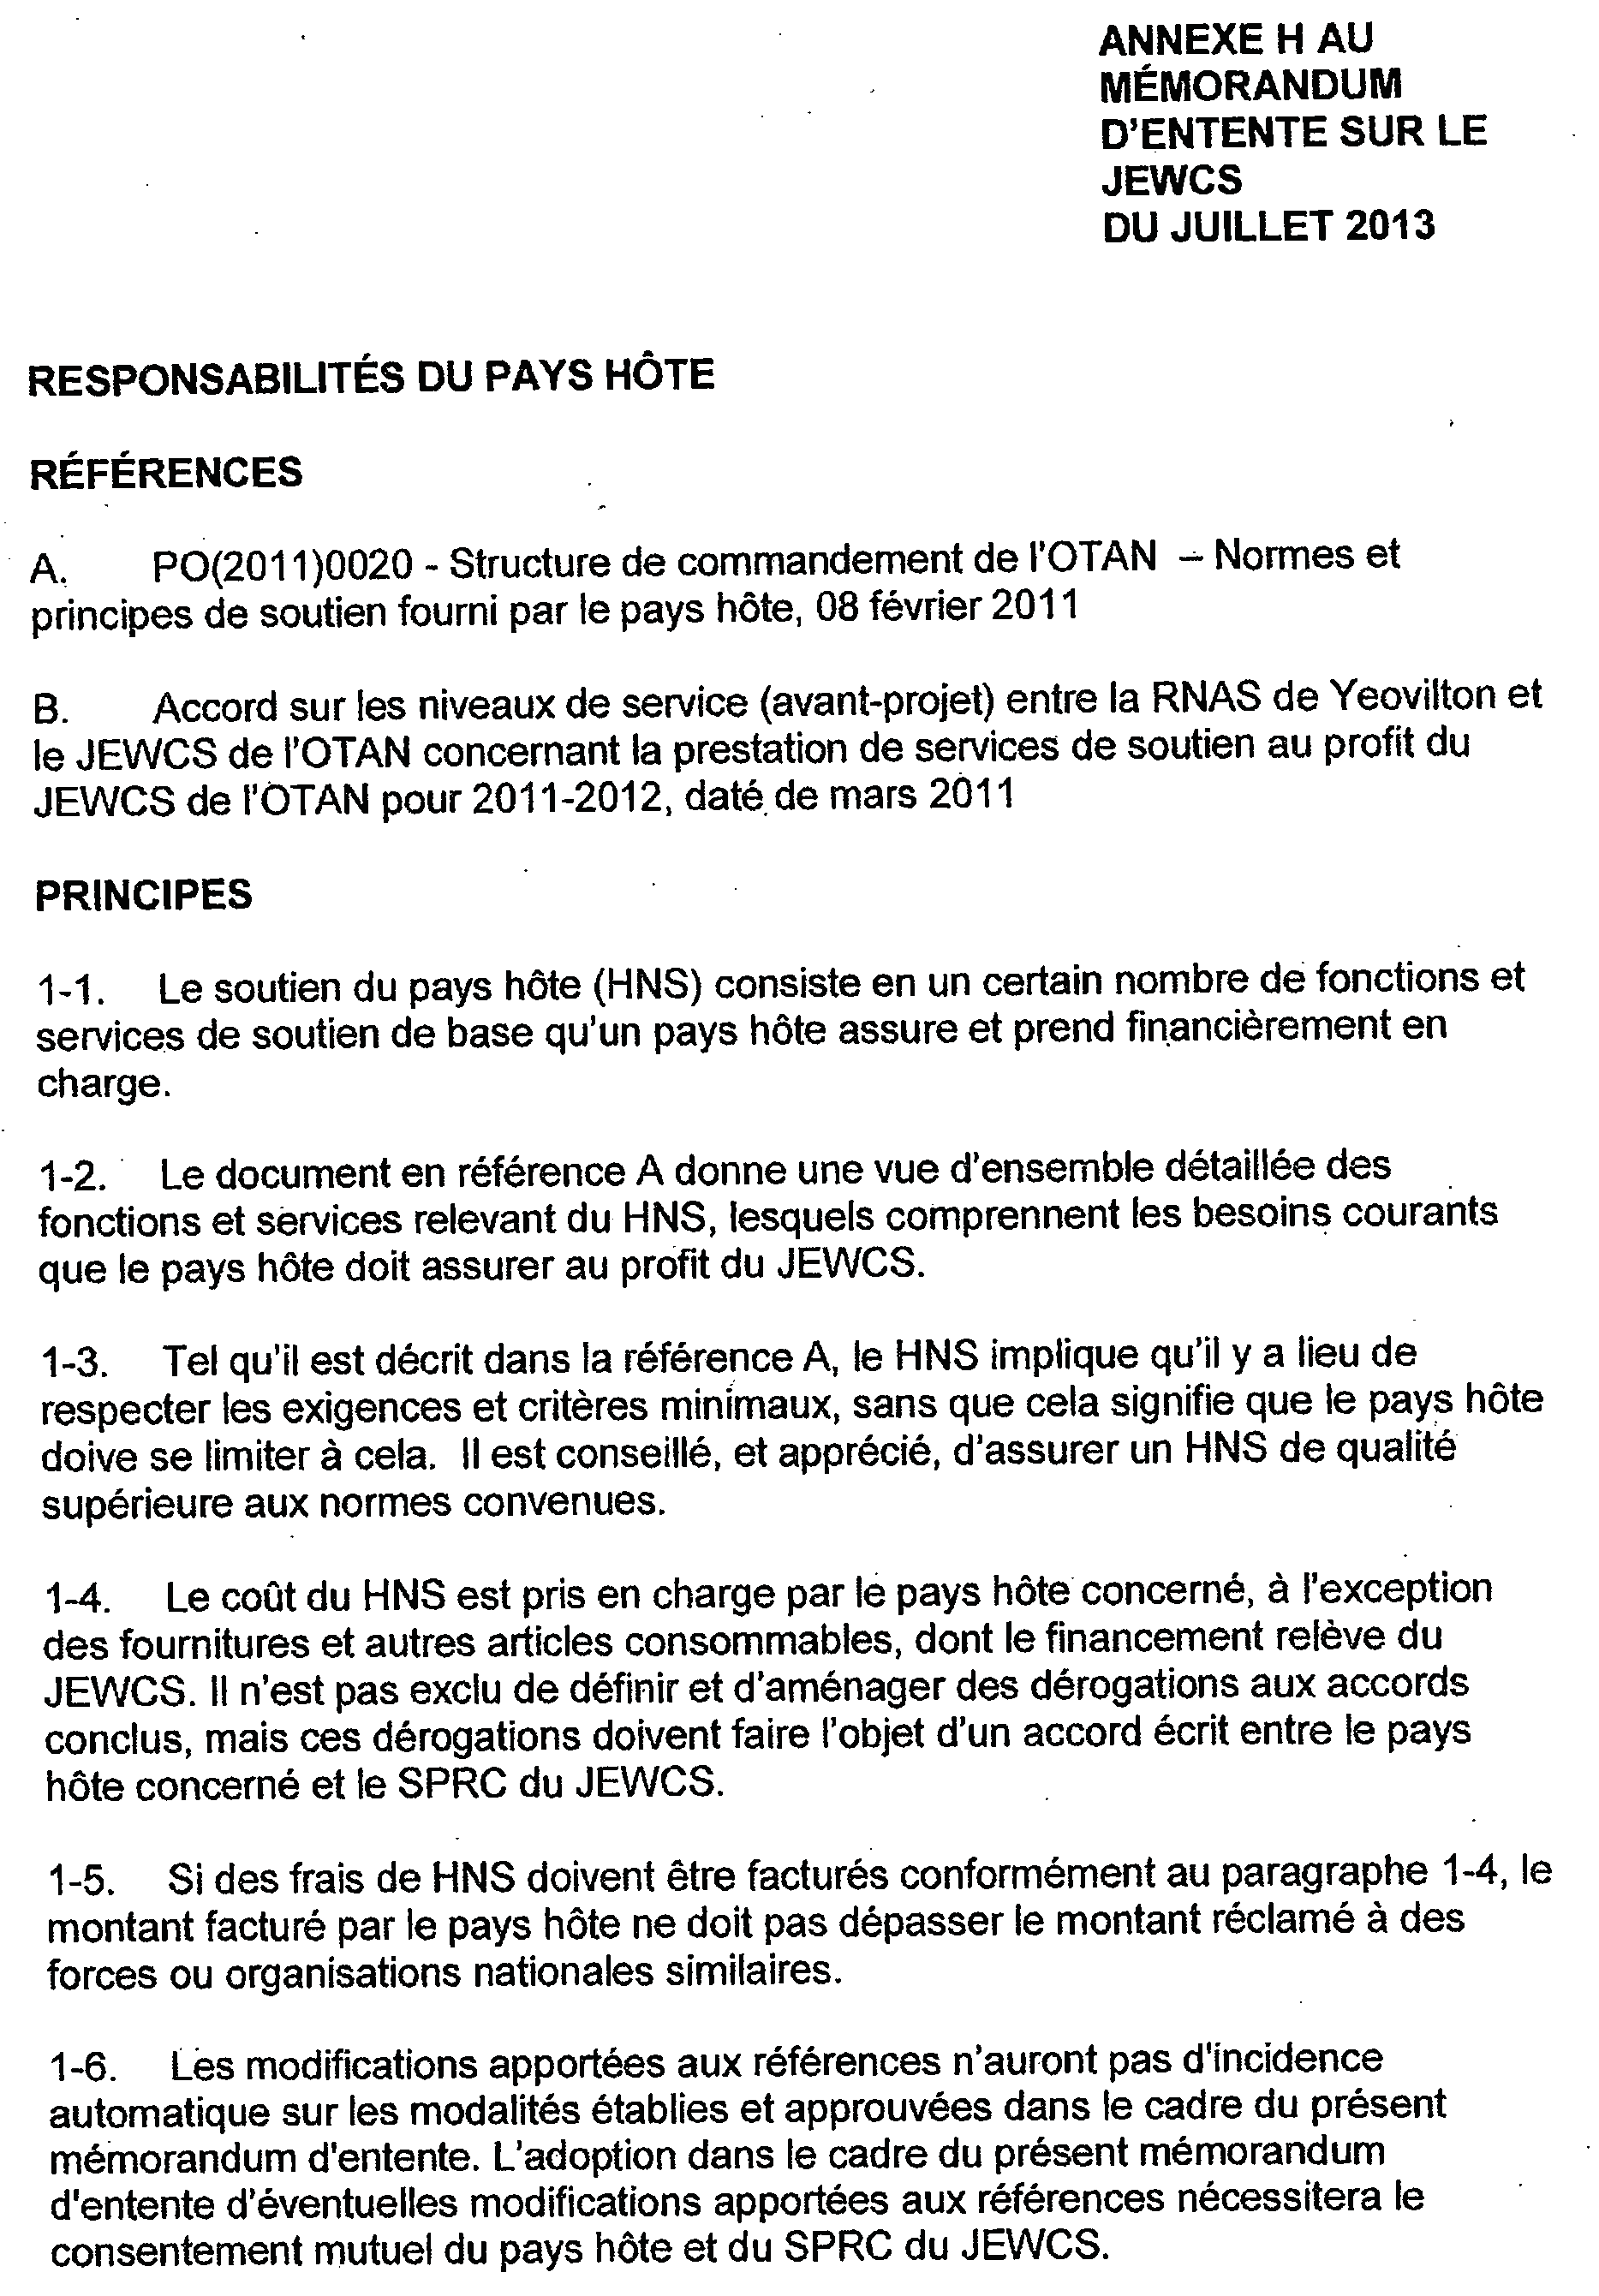 ANNEXE H AU
MÉMORANDUM
D'ENTENTE SUR LE
JEWCS
DU JUILLET 2013
RESPONSABILITÉS DU PAYS HÔTE
RÉFÉRENCES
A. PO(2011)0020 - Structure de commandement de l'OTAN – Normes et
principes de soutien fourni par le pays hôte, 08 février 2011
B. Accord sur les niveaux de service (avant-projet) entre la RNAS de Yeovilton et
le JEWCS de l'OTAN concernant la prestation de services de soutien au profit du
JEWCS de l'OTAN pour 2011-2012, daté de mars 2011
PRINCIPES
1-1. Le soutien du pays hôte (HNS) consiste en un certain nombre de fonctions et
services de soutien de base qu'un pays hôte assure et prend financièrement en
charge.
1-2. Le document en référence A donne une vue d'ensemble détaillée des
fonctions et services relevant du HNS, lesquels comprennent les besoins courants
que le pays hôte doit assurer au profit du JEWCS.
1-3. Tel qu'il est décrit dans la référence A, le HNS implique qu'il y a lieu de
respecter les exigences et critères minimaux, sans que cela signifie que le pays hôte
doive se limiter à cela. Il est conseillé, et apprécié, d'assurer un HNS de qualité
supérieure aux normes convenues.
1-4. Le coût du HNS est pris en charge par le pays hôte concerné, à l'exception
des fournitures et autres articles consommables, dont le financement relève du
JEWCS. Il n'est pas exclu de définir et d'aménager des dérogations aux accords
conclus, mais ces dérogations doivent faire l'objet d'un accord écrit entre le pays
hôte concerné et le SPRC du JEWCS.
1-5. Si des frais de HNS doivent être facturés conformément au paragraphe 1-4, le
montant facturé par le pays hôte ne doit pas dépasser le montant réclamé à des
forces ou organisations nationales similaires.
1-6. Les modifications apportées aux références n'auront pas d'incidence
automatique sur les modalités établies et approuvées dans le cadre du présent
mémorandum d'entente. L'adoption dans le cadre du présent mémorandum
d'entente d'éventuelles modifications apportées aux références nécessitera le
consentement mutuel du pays hôte et du SPRC du JEWCS.